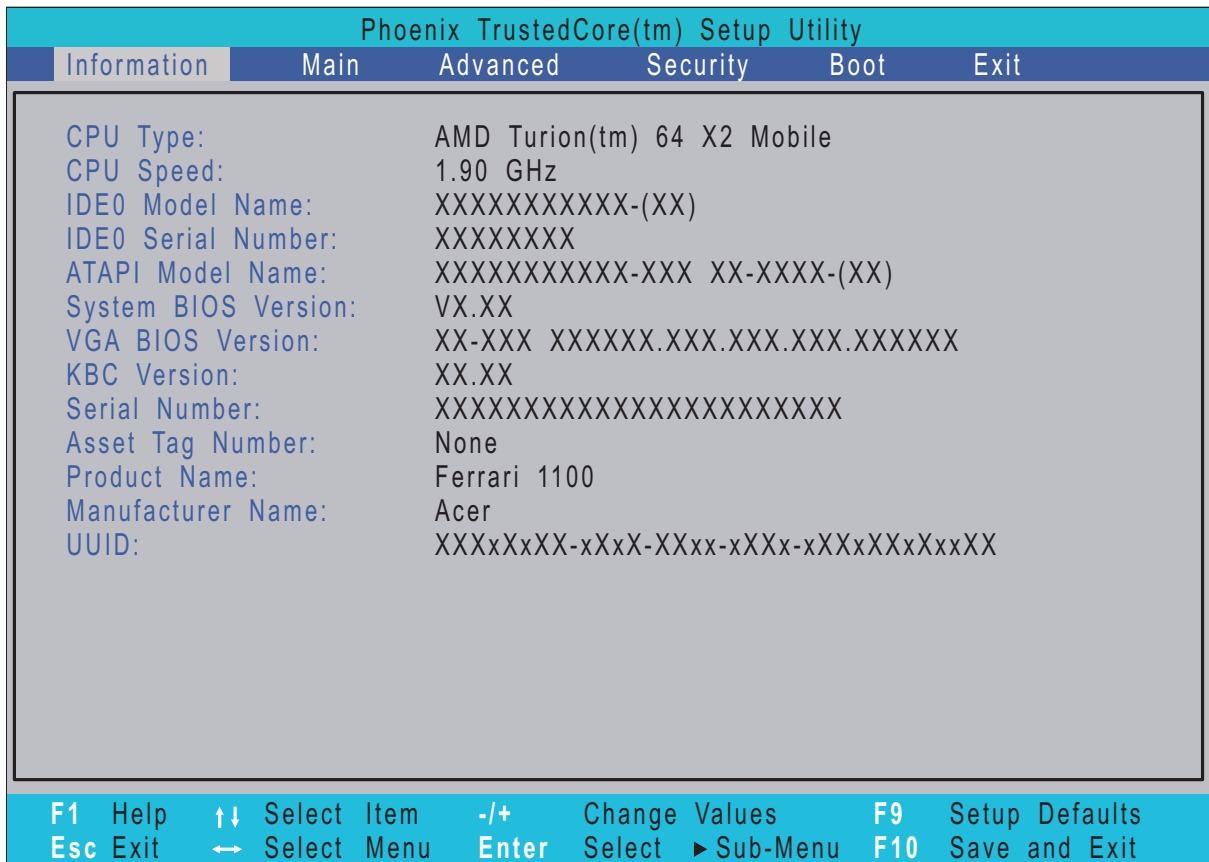 Phoenix TrustedCore(tm) Setup Utility
Information Main Advanced Security Boot Exit
CPU Type: AMD Turion(tm) 64 X2 Mobile
CPU Speed: 1.90 GHz
IDE0 Model Name: XXXXXXXXXXX-(XX)
IDE0 Serial Number: XXXXXXXX
ATAPI Model Name: XXXXXXXXXXX-XXX XX-XXXX-(XX)
System BIOS Version: VX.XX
VGA BIOS Version: XX-XXX XXXXXX.XXX.XXX.XXX.XXXXXX
KBC Version: XX.XX
Serial Number: XXXXXXXXXXXXXXXXXXXXXXX
Asset Tag Number: None
Product Name: Ferrari 1100
Manufacturer Name: Acer
UUID: XXXxXxXX-xXxX-XXxx-xXXx-xXXxXXxXxxXX
F1 Help ↑↓ Select Item -/+ Change Values F9 Setup Defaults
Esc Exit ↔ Select Menu Enter Select ►Sub-Menu F10 Save and Exit